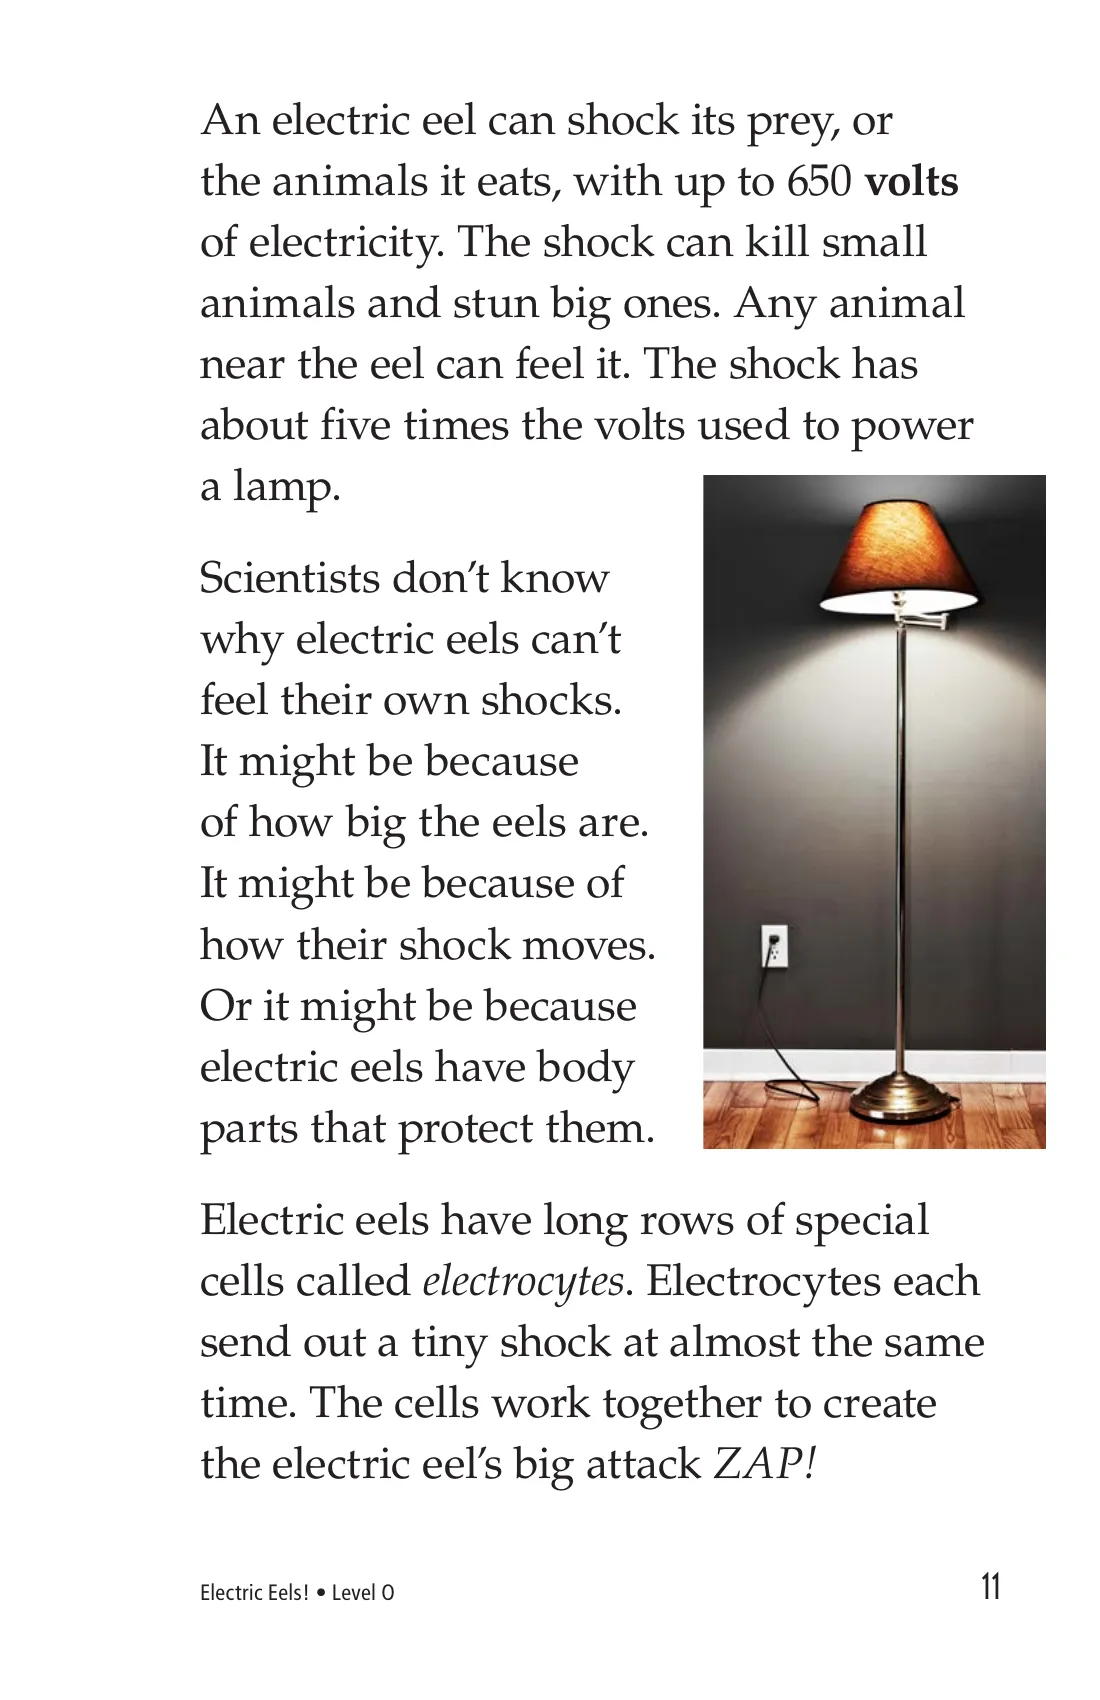 An electric eel can shock its prey, or
the animals it eats, with up to 650 volts
of electricity. The shock can kill small
animals and stun big ones. Any animal
near the eel can feel it. The shock has
about five times the volts used to power
a lamp.
Scientists don’t know
why electric eels can’t
feel their own shocks.
It might be because
of how big the eels are.
It might be because of
how their shock moves.
Or it might be because
electric eels have body
parts that protect them.
Electric eels have long rows of special
cells called electrocytes. Electrocytes each
send out a tiny shock at almost the same
time. The cells work together to create
the electric eel’s big attack ZAP!
Electric Eels! • Level O
11